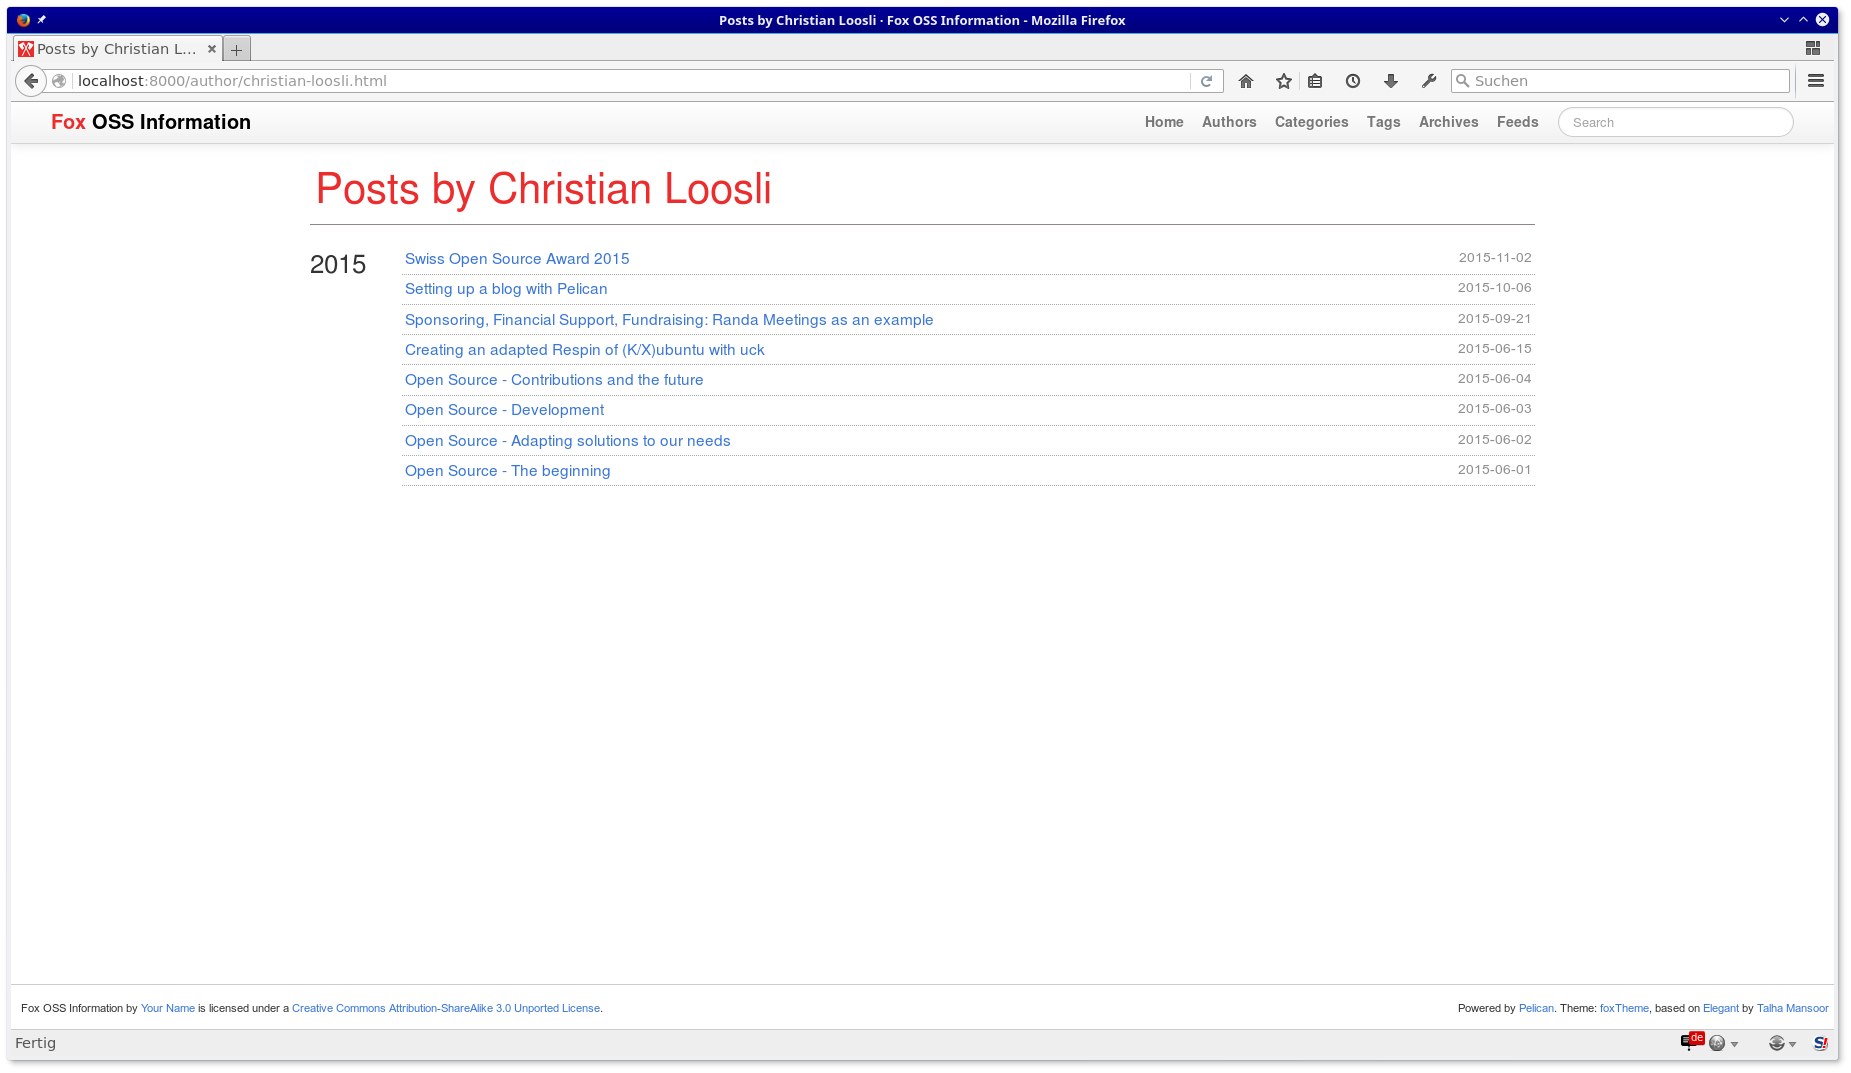 Posts by Christian Loosli · Fox OSS Information - Mozilla Firefox
Posts by Christian L...
localhost:8000/author/christian-loosli.html
Suchen
Fox OSS Information
Home Authors Categories Tags Archives Feeds Search
Posts by Christian Loosli
2015
Swiss Open Source Award 2015 2015-11-02
Setting up a blog with Pelican 2015-10-06
Sponsoring, Financial Support, Fundraising: Randa Meetings as an example 2015-09-21
Creating an adapted Respin of (K/X)ubuntu with uck 2015-06-15
Open Source - Contributions and the future 2015-06-04
Open Source - Development 2015-06-03
Open Source - Adapting solutions to our needs 2015-06-02
Open Source - The beginning 2015-06-01
Fox OSS Information by Your Name is licensed under a Creative Commons Attribution-ShareAlike 3.0 Unported License.
Powered by Pelican. Theme: foxTheme, based on Elegant by Talha Mansoor
Fertig
de
S!